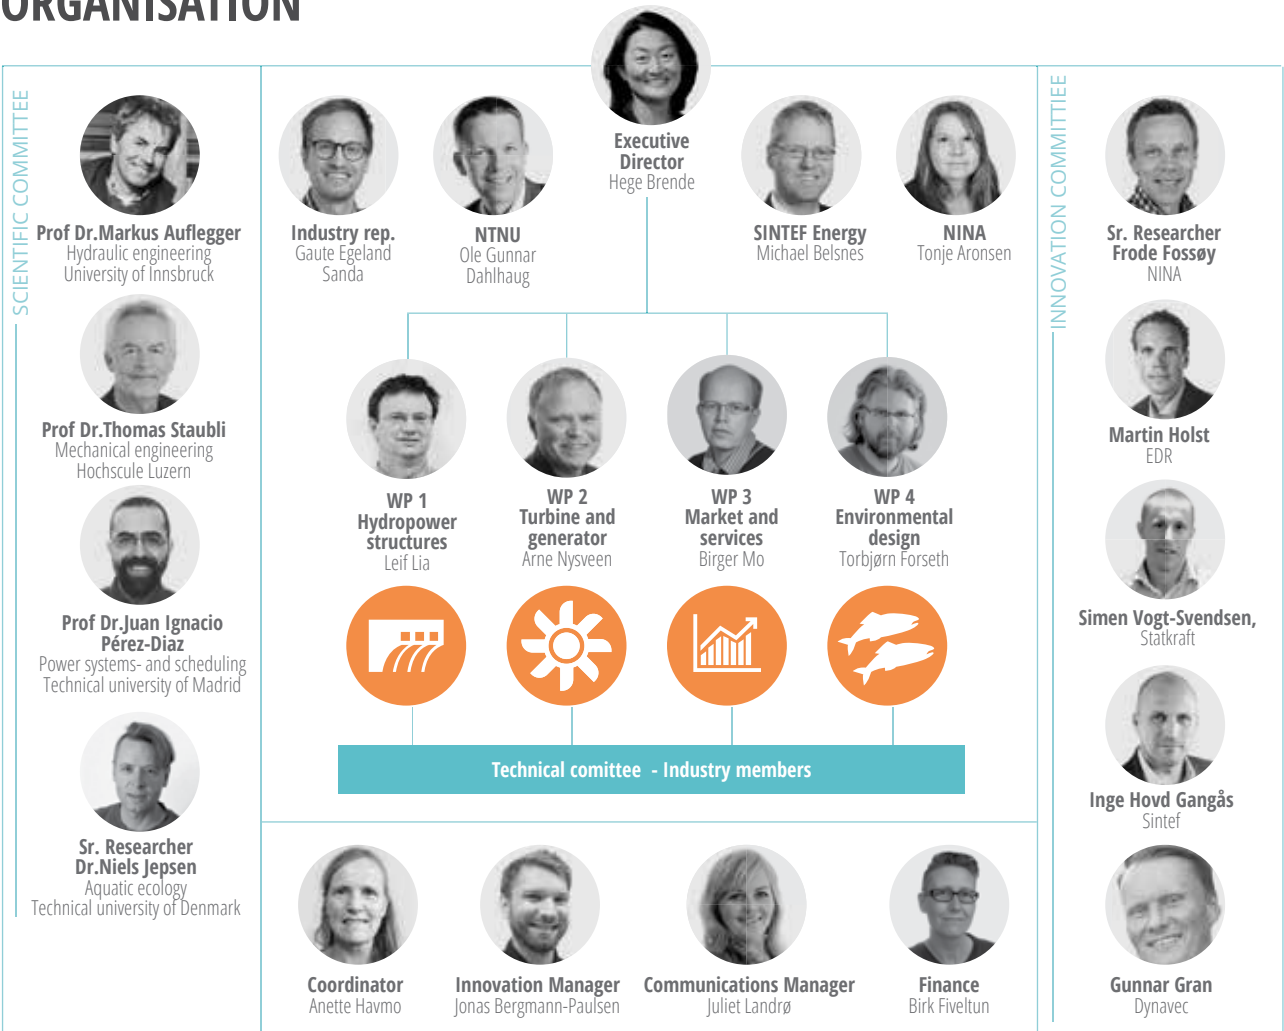 ORGANISATION
SCIENTIFIC COMMITTEE
Prof Dr.Markus Auflegger
Hydraulic engineering
University of Innsbruck
Prof Dr.Thomas Staubli
Mechanical engineering
Hochscule Luzern
Prof Dr.Juan Ignacio
Pérez-Diaz
Power systems- and scheduling
Technical university of Madrid
Sr. Researcher
Dr.Niels Jepsen
Aquatic ecology
Technical university of Denmark
Executive
Director
Hege Brende
Industry rep.
Gaute Egeland
Sanda
NTNU
Ole Gunnar
Dahlhaug
SINTEF Energy
Michael Belsnes
NINA
Tonje Aronsen
WP 1
Hydropower
structures
Leif Lia
WP 2
Turbine and
generator
Arne Nysveen
WP 3
Market and
services
Birger Mo
WP 4
Environmental
design
Torbjørn Forseth
Technical comittee - Industry members
Coordinator
Anette Havmo
Innovation Manager
Jonas Bergmann-Paulsen
Communications Manager
Juliet Landrø
Finance
Birk Fiveltun
INNOVATION COMMITTIEE
Sr. Researcher
Frode Fossøy
NINA
Martin Holst
EDR
Simen Vogt-Svendsen,
Statkraft
Inge Hovd Gangås
Sintef
Gunnar Gran
Dynavec